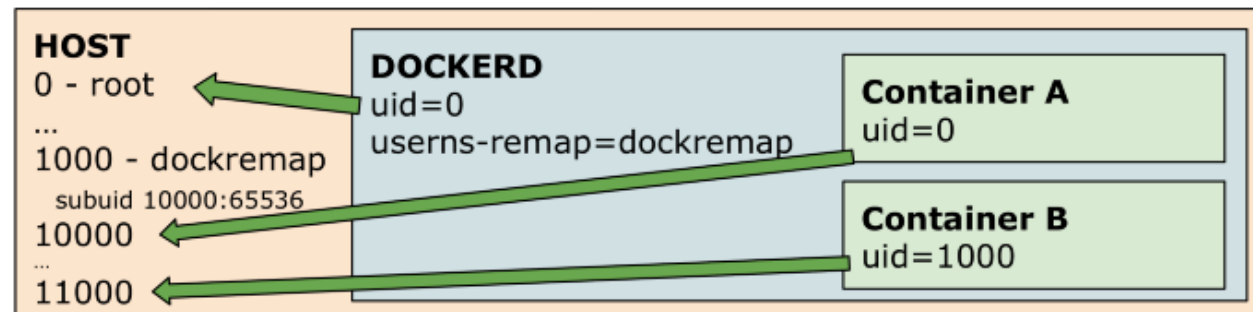 HOST
0 - root
...
1000 - dockremap
subuid 10000:65536
10000
...
11000
DOCKERD
uid=0
userns-remap=dockremap
Container A
uid=0
Container B
uid=1000